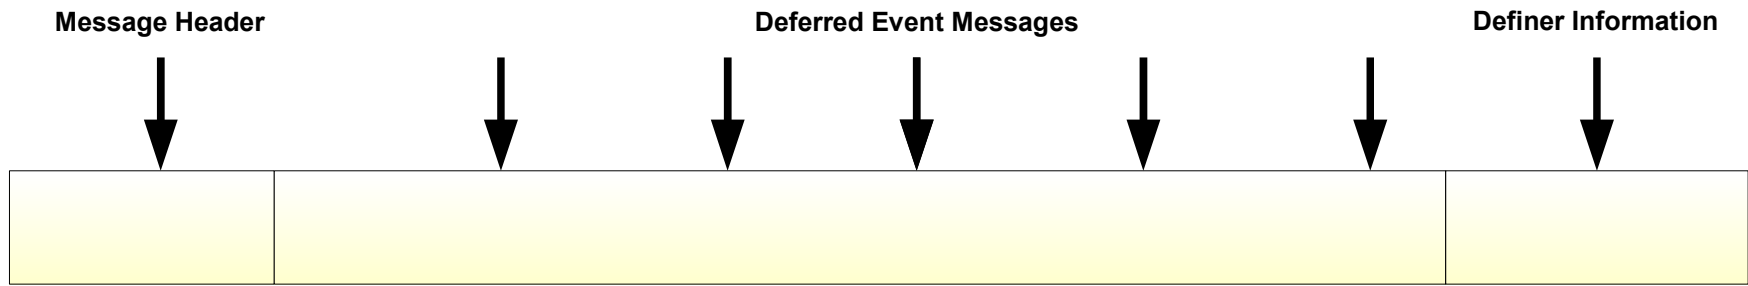 Message Header
Deferred Event Messages
Definer Information